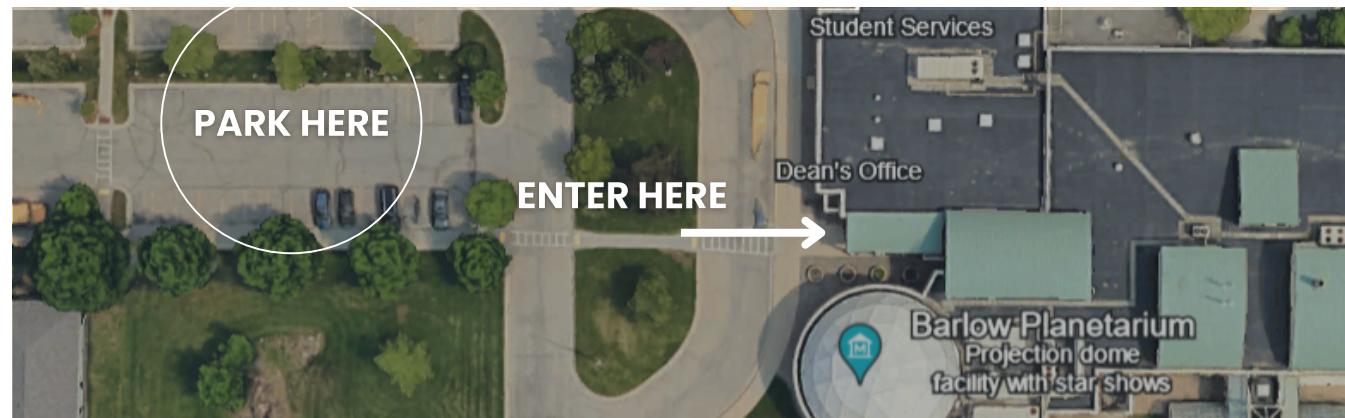 Student Services
PARK HERE
Dean's Office
ENTER HERE
Barlow Planetarium
Projection dome
facility with star shows